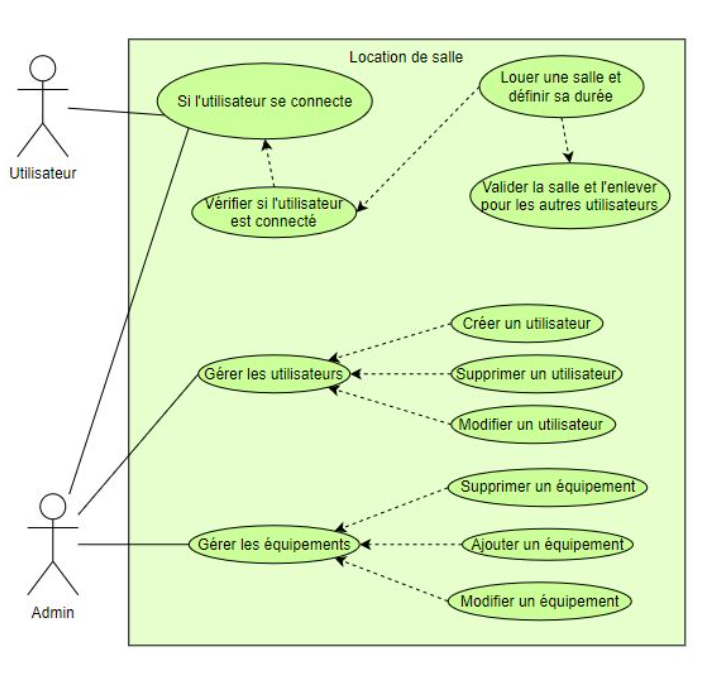 Location de salle
Utilisateur
Si l'utilisateur se connecte
Louer une salle et
définir sa durée
Vérifier si l'utilisateur
est connecté
Valider la salle et l'enlever
pour les autres utilisateurs
Créer un utilisateur
Gérer les utilisateurs
Supprimer un utilisateur
Modifier un utilisateur
Supprimer un équipement
Gérer les équipements
Ajouter un équipement
Modifier un équipement
Admin